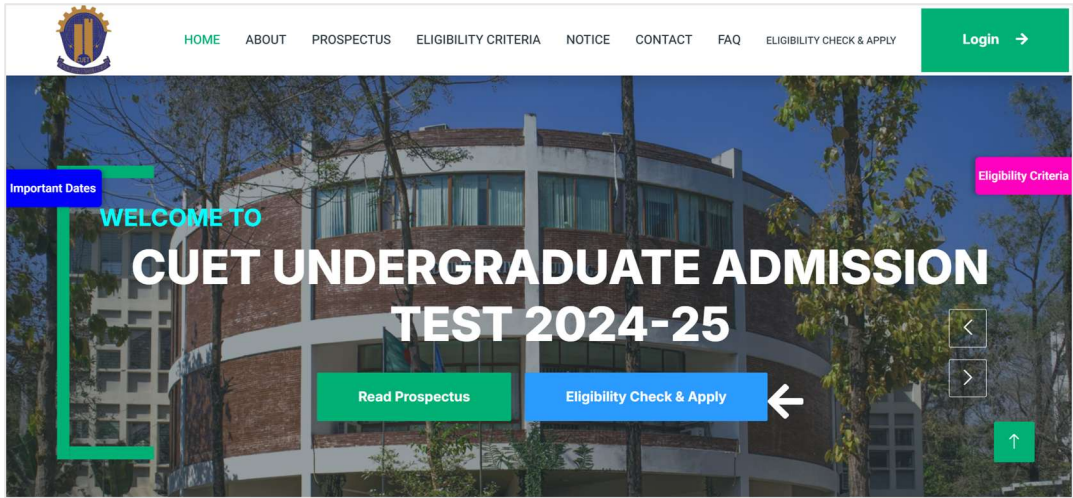 HOME ABOUT PROSPECTUS ELIGIBILITY CRITERIA NOTICE CONTACT FAQ ELIGIBILITY CHECK & APPLY Login
Important Dates
Eligibility Criteria
WELCOME TO
CUET UNDERGRADUATE ADMISSION
TEST 2024-25
Read Prospectus Eligibility Check & Apply